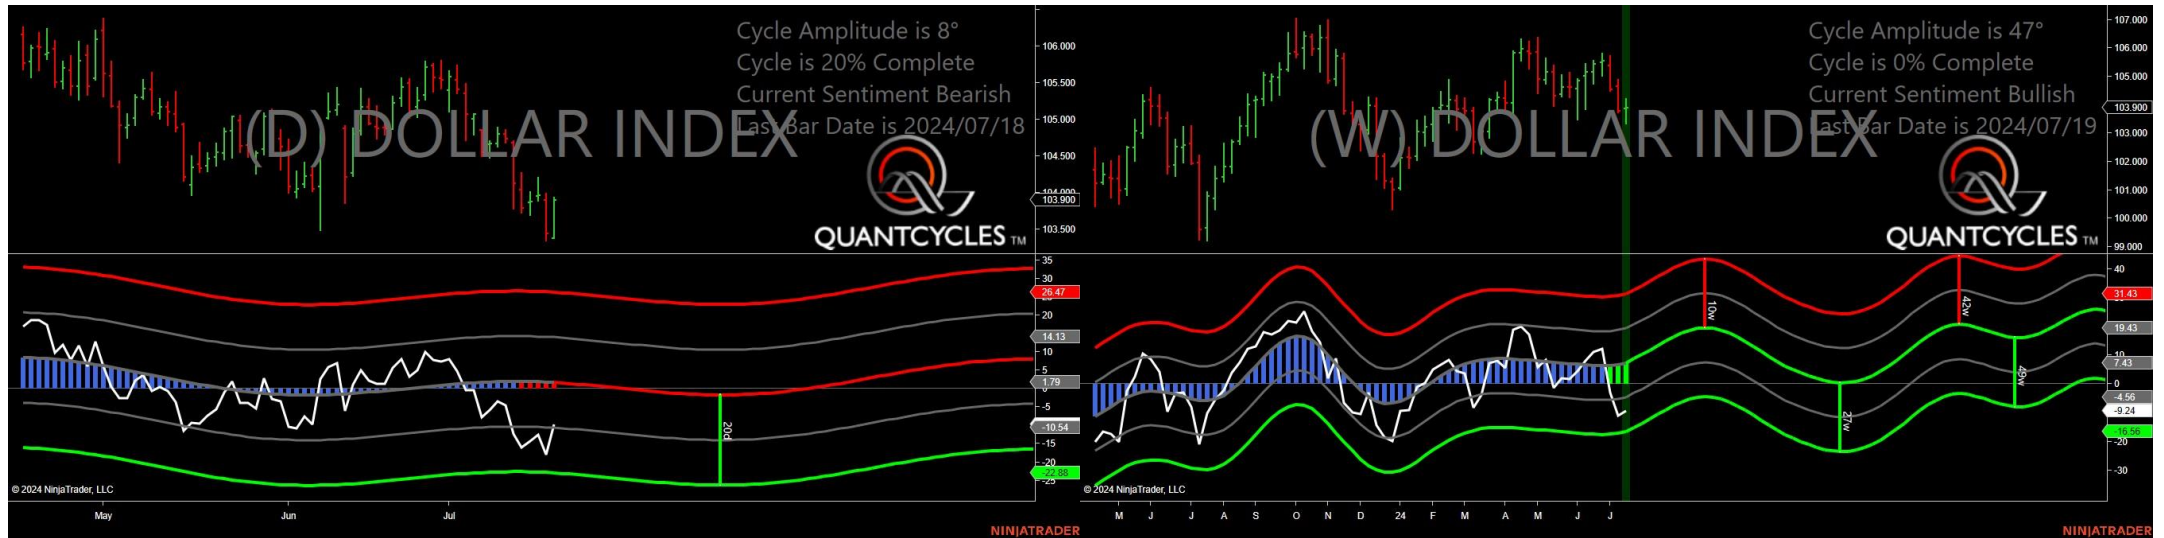 Cycle Amplitude is 8°
Cycle is 20% Complete
Current Sentiment Bearish
Last Bar Date is 2024/07/18
(D) DOLLAR INDEX
QUANTCYCLES TM
106.000
105.500
105.000
104.500
104.000
103.900
103.500
35
30
26.47
20
14.13
10
5
1.79
-5
-10.54
-15
-20
-22.88
-25
20d
© 2024 NinjaTrader, LLC
May Jun Jul
NINJATRADER
Cycle Amplitude is 47°
Cycle is 0% Complete
Current Sentiment Bullish
Last Bar Date is 2024/07/19
(W) DOLLAR INDEX
QUANTCYCLES TM
107.000
106.000
105.000
103.900
103.000
102.000
101.000
100.000
99.000
40
31.43
19.43
10
7.43
0
-4.56
-9.24
-16.56
-20
-30
10w
27w
42w
49w
© 2024 NinjaTrader, LLC
M J J A S O N D 24 F M A M J J
NINJATRADER